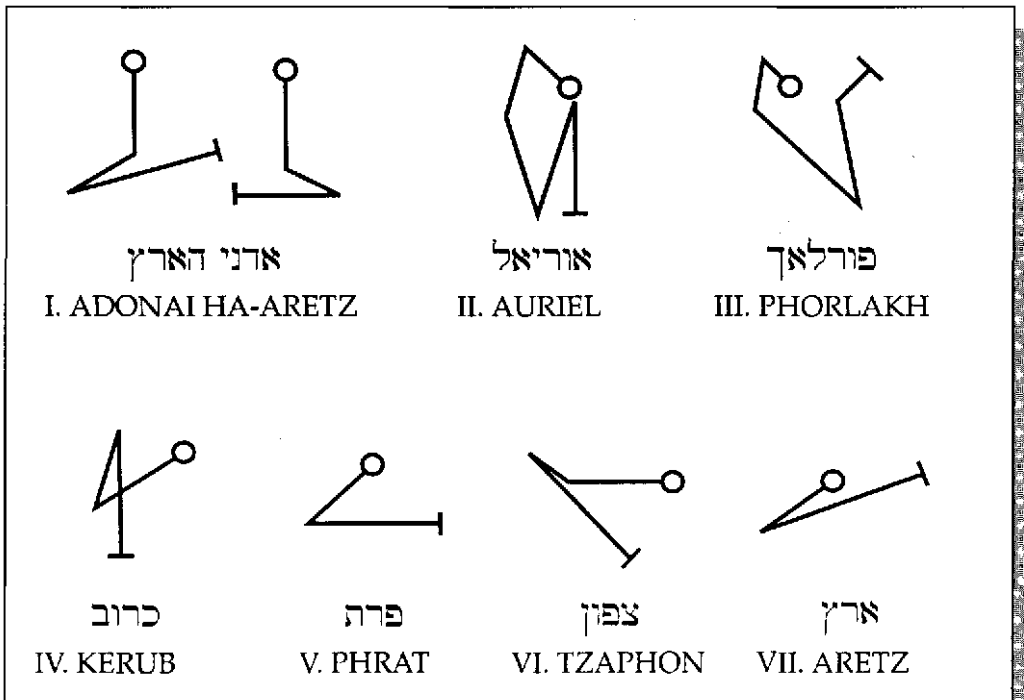 אדני הארץ אוריאל פורלאך
I. ADONAI HA-ARETZ II. AURIEL III. PHORLAKH
כרוב פרת צפון ארץ
IV. KERUB V. PHRAT VI. TZAPHON VII. ARETZ